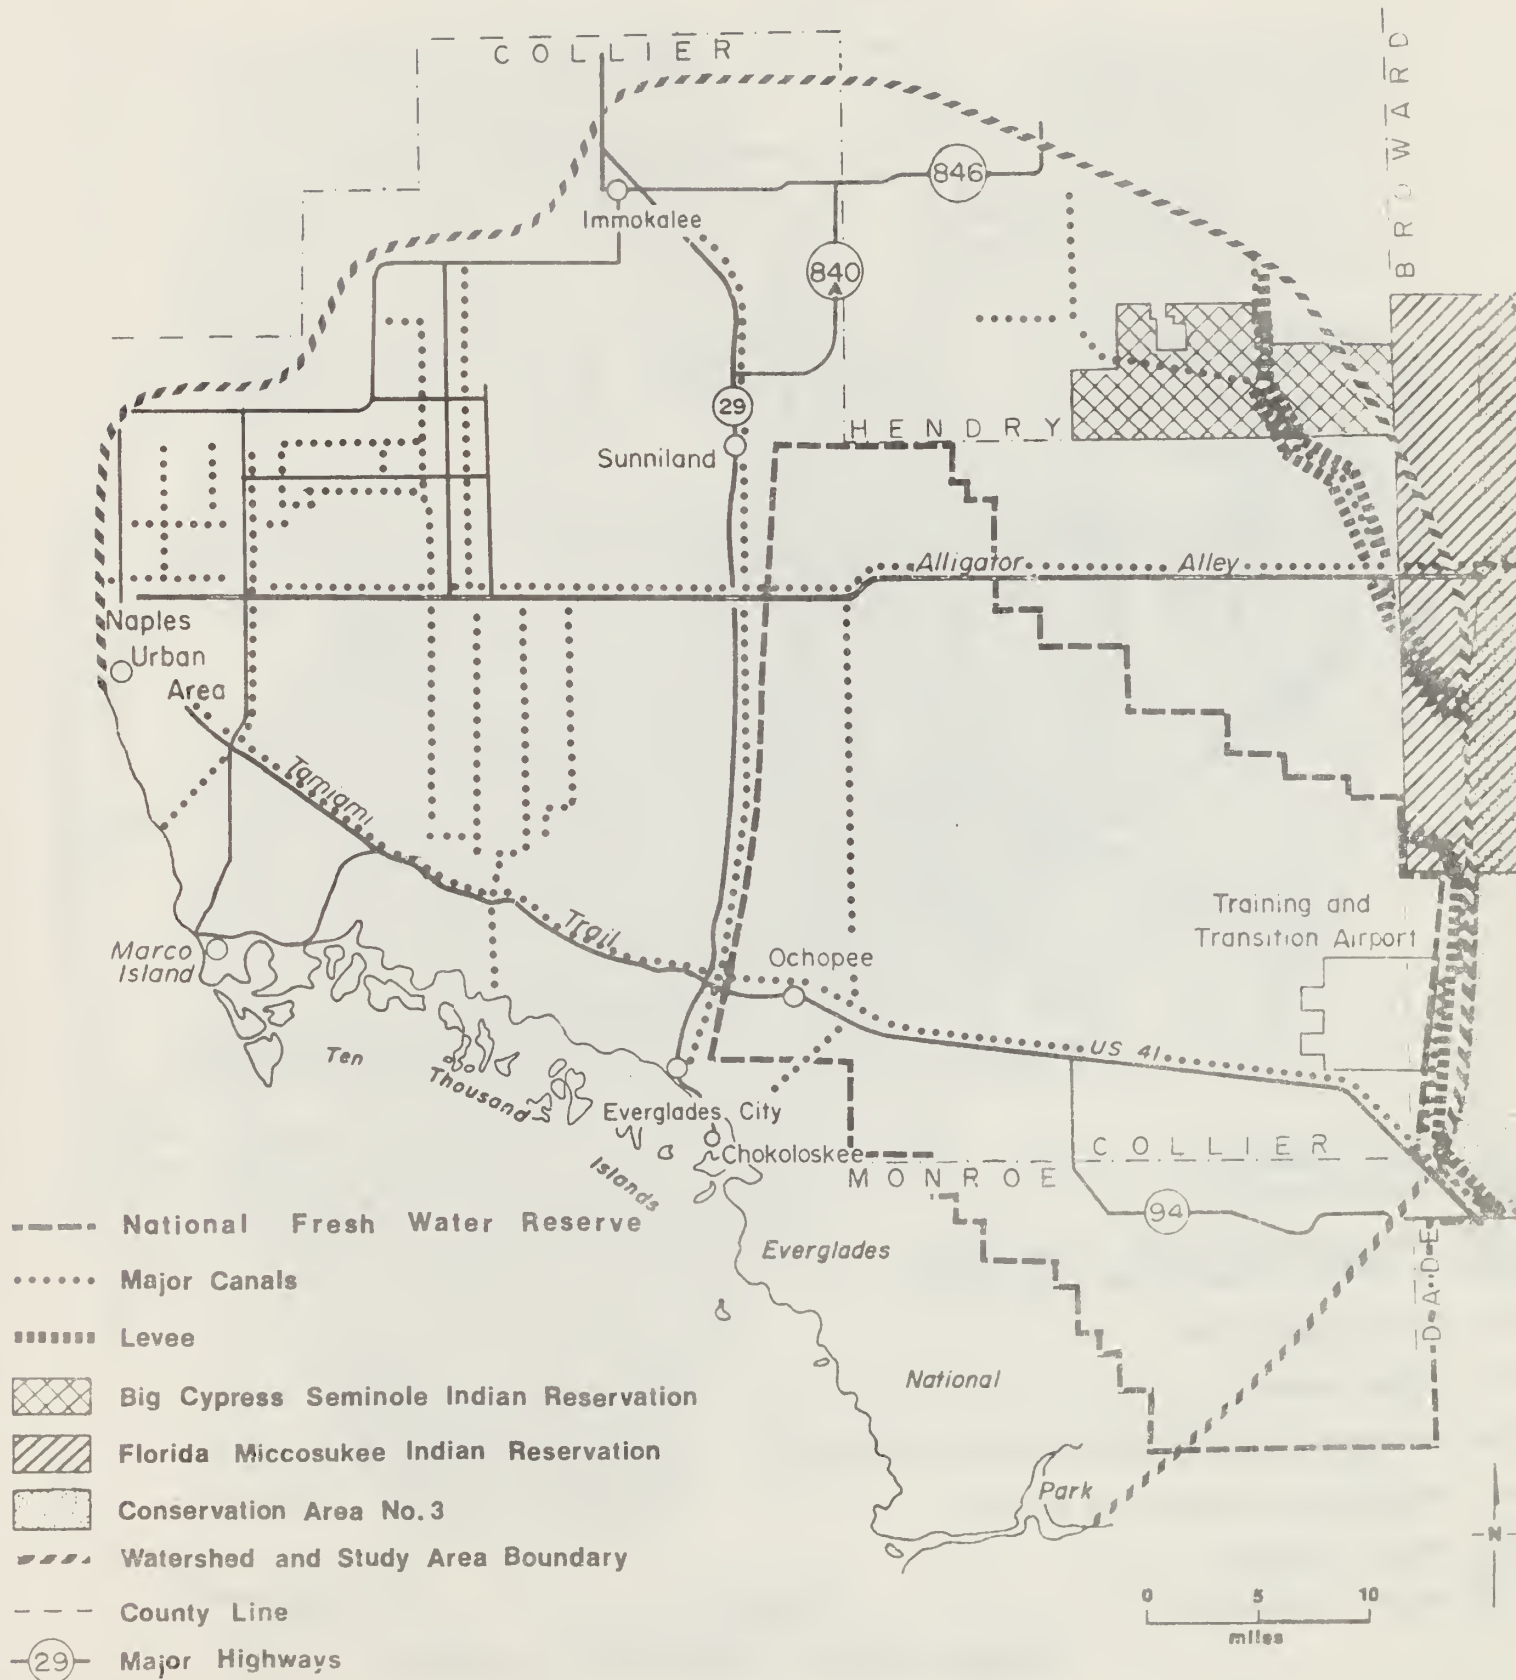 COLLIER
BROWARD
846
Immokalee
840
29
HENDRY
Sunniland
Alligator Alley
Naples
Urban
Area
Tamiami
Trail
Training and
Transition Airport
Ochopee
Marco
Island
US 41
Ten
Thousand
Islands
Everglades City
Chokoloskee
COLLIER
MONROE
94
DADE
Everglades
National
Park
National Fresh Water Reserve
Major Canals
Levee
Big Cypress Seminole Indian Reservation
Florida Miccosukee Indian Reservation
Conservation Area No. 3
Watershed and Study Area Boundary
County Line
29 Major Highways
N
0 5 10
miles